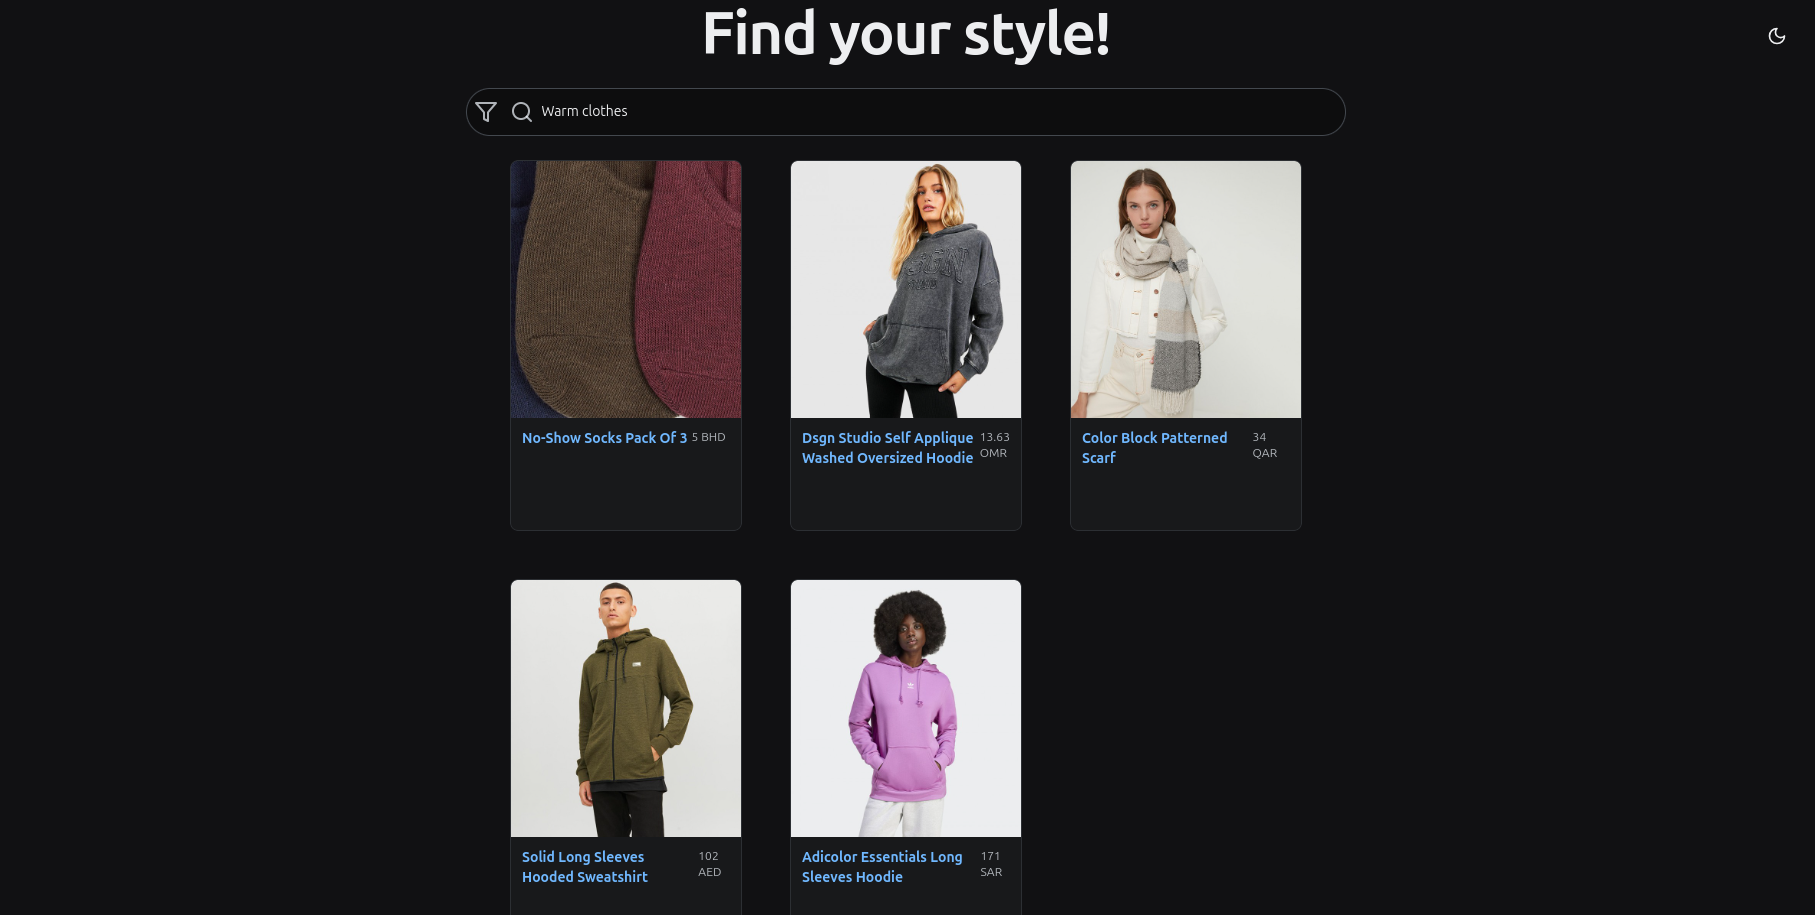 Find your style!
Warm clothes
No-Show Socks Pack Of 3 5 BHD
Dsgn Studio Self Applique 13.63
Washed Oversized Hoodie OMR
Color Block Patterned 34
Scarf QAR
Solid Long Sleeves 102
Hooded Sweatshirt AED
Adicolor Essentials Long 171
Sleeves Hoodie SAR